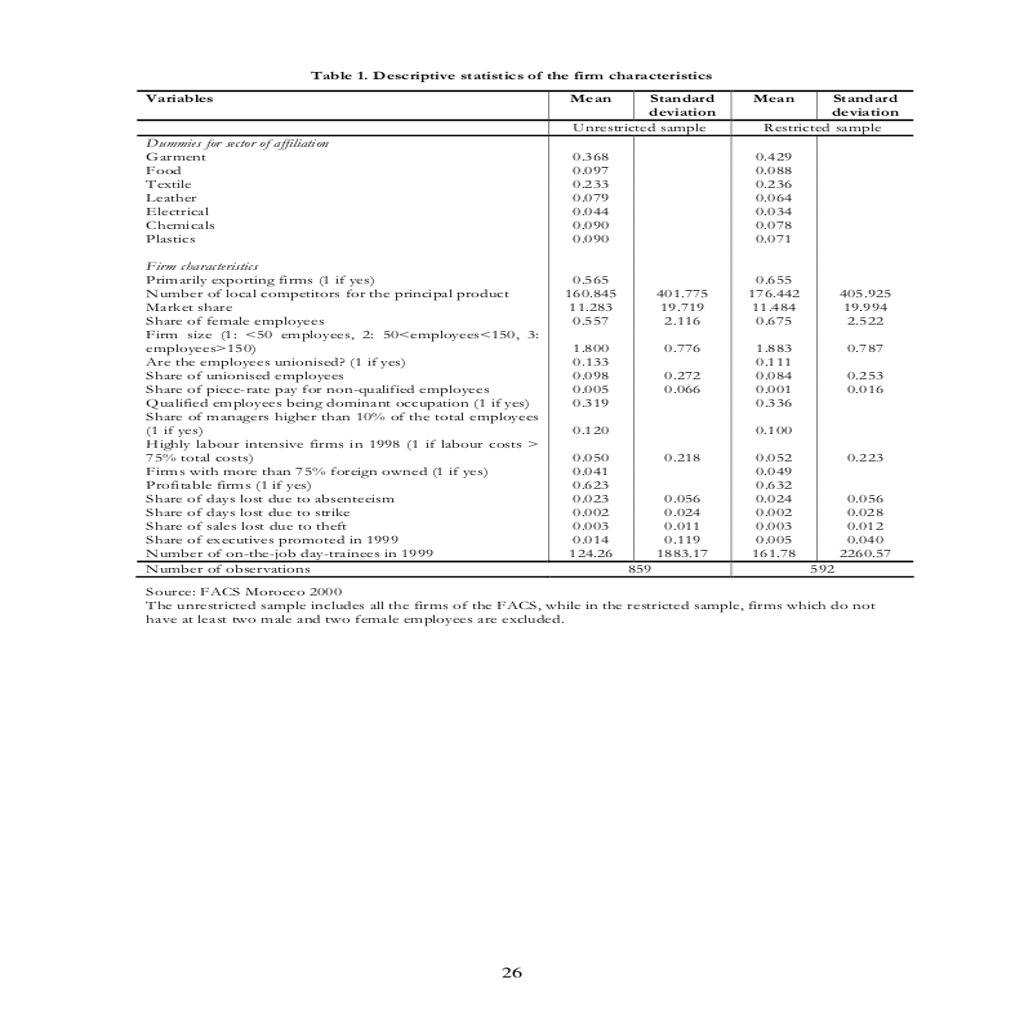 Table 1. Descriptive statistics of the firm characteristics
Variables Mean Standard Mean Standard
deviation deviation
Unrestricted sample Restricted sample
Dummies for sector of affiliation
Garment 0.368 0.429
Food 0.097 0.088
Textile 0.233 0.236
Leather 0.079 0.064
Electrical 0.044 0.034
Chemicals 0.090 0.078
Plastics 0.090 0.071
Firm characteristics
Primarily exporting firms (1 if yes) 0.565 0.655
Number of local competitors for the principal product 160.845 401.775 176.442 405.925
Market share 11.283 19.719 11.484 19.994
Share of female employees 0.557 2.116 0.675 2.522
Firm size (1: <50 employees, 2: 50<employees<150, 3:
employees>150) 1.800 0.776 1.883 0.787
Are the employees unionised? (1 if yes) 0.133 0.111
Share of unionised employees 0.098 0.272 0.084 0.253
Share of piece-rate pay for non-qualified employees 0.005 0.066 0.001 0.016
Qualified employees being dominant occupation (1 if yes) 0.319 0.336
Share of managers higher than 10% of the total employees
(1 if yes) 0.120 0.100
Highly labour intensive firms in 1998 (1 if labour costs >
75% total costs) 0.050 0.218 0.052 0.223
Firms with more than 75% foreign owned (1 if yes) 0.041 0.049
Profitable firms (1 if yes) 0.623 0.632
Share of days lost due to absenteeism 0.023 0.056 0.024 0.056
Share of days lost due to strike 0.002 0.024 0.002 0.028
Share of sales lost due to theft 0.003 0.011 0.003 0.012
Share of executives promoted in 1999 0.014 0.119 0.005 0.040
Number of on-the-job day-trainees in 1999 124.26 1883.17 161.78 2260.57
Number of observations 859 592
Source: FACS Morocco 2000
The unrestricted sample includes all the firms of the FACS, while in the restricted sample, firms which do not
have at least two male and two female employees are excluded.
26